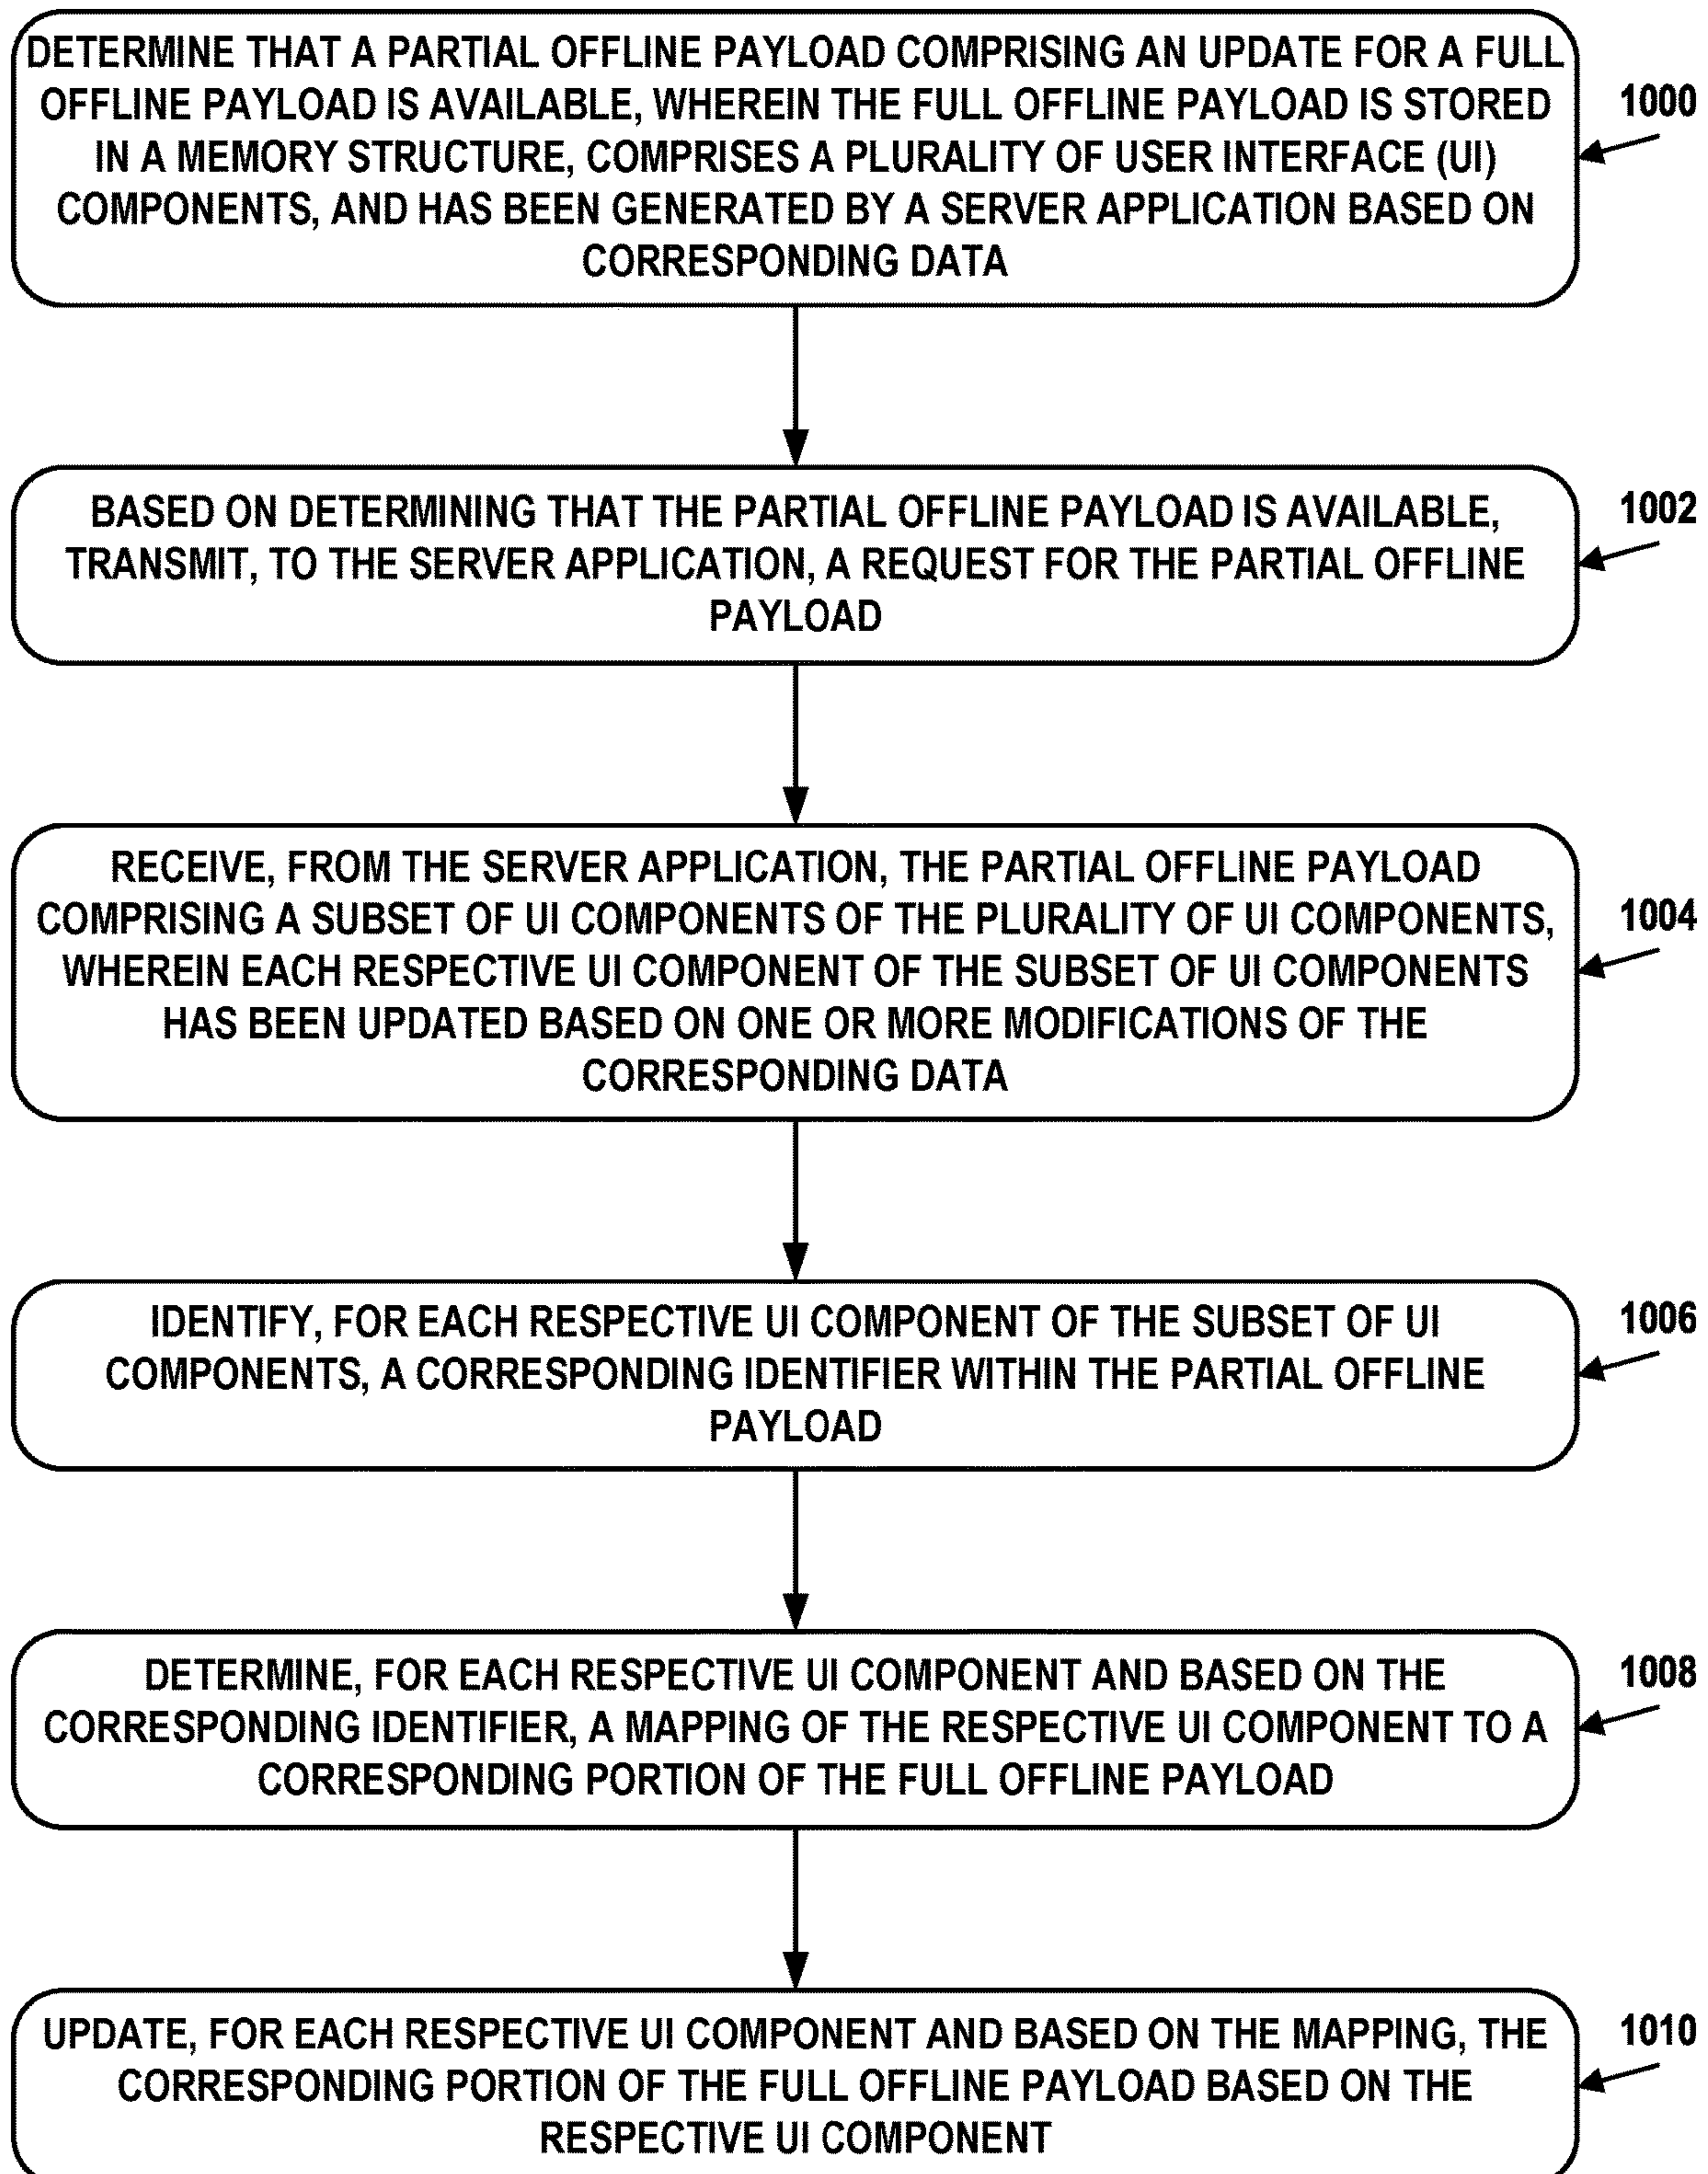 DETERMINE THAT A PARTIAL OFFLINE PAYLOAD COMPRISING AN UPDATE FOR A FULL
OFFLINE PAYLOAD IS AVAILABLE, WHEREIN THE FULL OFFLINE PAYLOAD IS STORED
IN A MEMORY STRUCTURE, COMPRISES A PLURALITY OF USER INTERFACE (UI)
COMPONENTS, AND HAS BEEN GENERATED BY A SERVER APPLICATION BASED ON
CORRESPONDING DATA
1000
BASED ON DETERMINING THAT THE PARTIAL OFFLINE PAYLOAD IS AVAILABLE,
TRANSMIT, TO THE SERVER APPLICATION, A REQUEST FOR THE PARTIAL OFFLINE
PAYLOAD
1002
RECEIVE, FROM THE SERVER APPLICATION, THE PARTIAL OFFLINE PAYLOAD
COMPRISING A SUBSET OF UI COMPONENTS OF THE PLURALITY OF UI COMPONENTS,
WHEREIN EACH RESPECTIVE UI COMPONENT OF THE SUBSET OF UI COMPONENTS
HAS BEEN UPDATED BASED ON ONE OR MORE MODIFICATIONS OF THE
CORRESPONDING DATA
1004
IDENTIFY, FOR EACH RESPECTIVE UI COMPONENT OF THE SUBSET OF UI
COMPONENTS, A CORRESPONDING IDENTIFIER WITHIN THE PARTIAL OFFLINE
PAYLOAD
1006
DETERMINE, FOR EACH RESPECTIVE UI COMPONENT AND BASED ON THE
CORRESPONDING IDENTIFIER, A MAPPING OF THE RESPECTIVE UI COMPONENT TO A
CORRESPONDING PORTION OF THE FULL OFFLINE PAYLOAD
1008
UPDATE, FOR EACH RESPECTIVE UI COMPONENT AND BASED ON THE MAPPING, THE
CORRESPONDING PORTION OF THE FULL OFFLINE PAYLOAD BASED ON THE
RESPECTIVE UI COMPONENT
1010